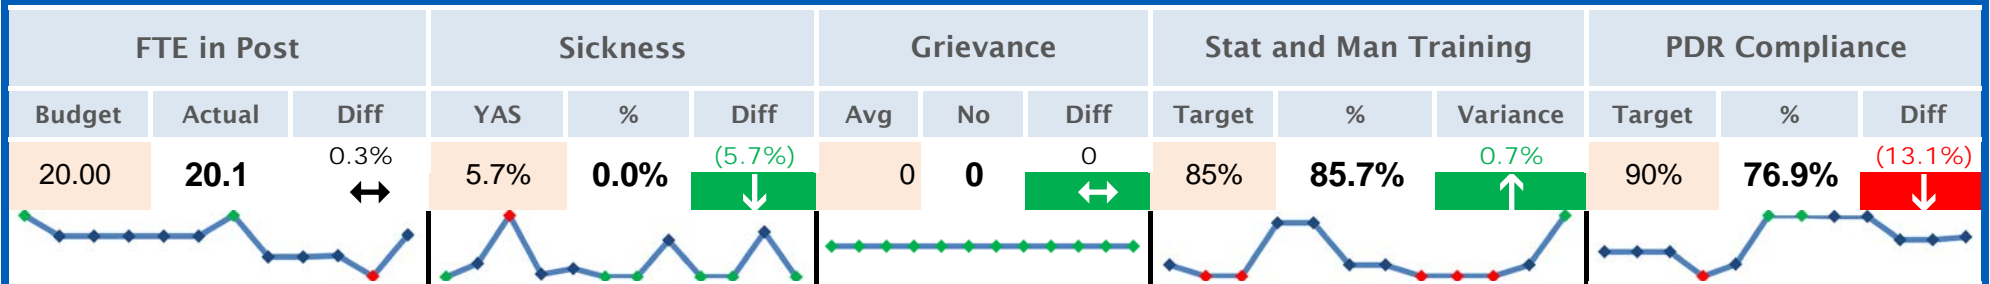 FTE in Post Sickness Grievance Stat and Man Training PDR Compliance
Budget Actual Diff YAS % Diff Avg No Diff Target % Variance Target % Diff
20.00 20.1 0.3% 5.7% 0.0% (5.7%) 0 0 0 85% 85.7% 0.7% 90% 76.9% (13.1%)